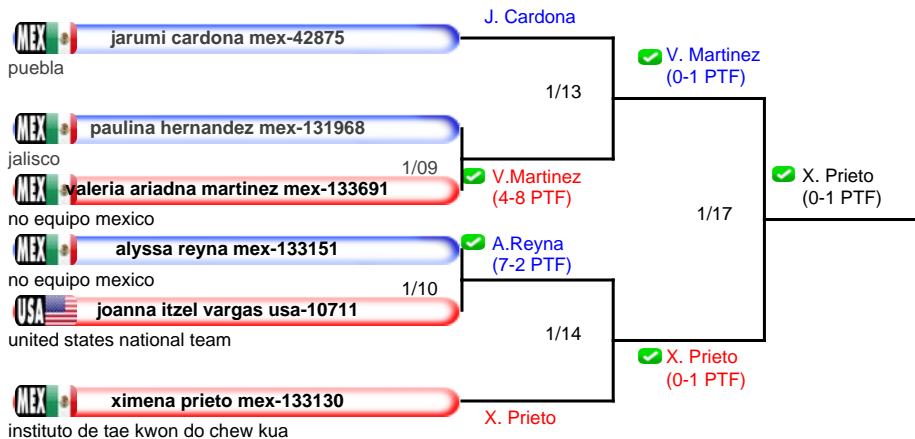 J. Cardona
MEX jarumi cardona mex-42875
puebla
V. Martinez
(0-1 PTF)
1/13
MEX paulina hernandez mex-131968
jalisco
1/09
MEX valeria ariadna martinez mex-133691
no equipo mexico
V.Martinez
(4-8 PTF)
X. Prieto
(0-1 PTF)
1/17
MEX alyssa reyna mex-133151
no equipo mexico
A.Reyna
(7-2 PTF)
1/10
USA joanna itzel vargas usa-10711
united states national team
1/14
X. Prieto
(0-1 PTF)
MEX ximena prieto mex-133130
instituto de tae kwon do chew kua
X. Prieto